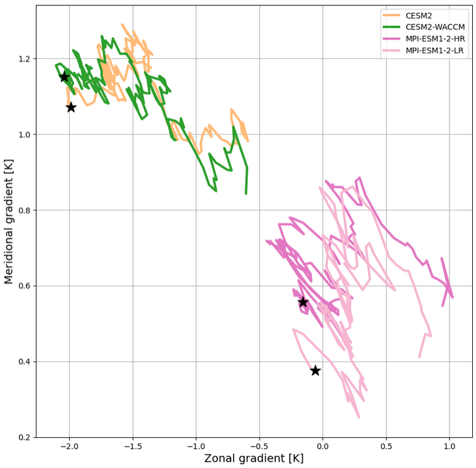 CESM2
CESM2-WACCM
MPI-ESM1-2-HR
MPI-ESM1-2-LR
1.2
1.0
0.8
0.6
0.4
0.2
Meridional gradient [K]
-2.0 -1.5 -1.0 -0.5 0.0 0.5 1.0
Zonal gradient [K]